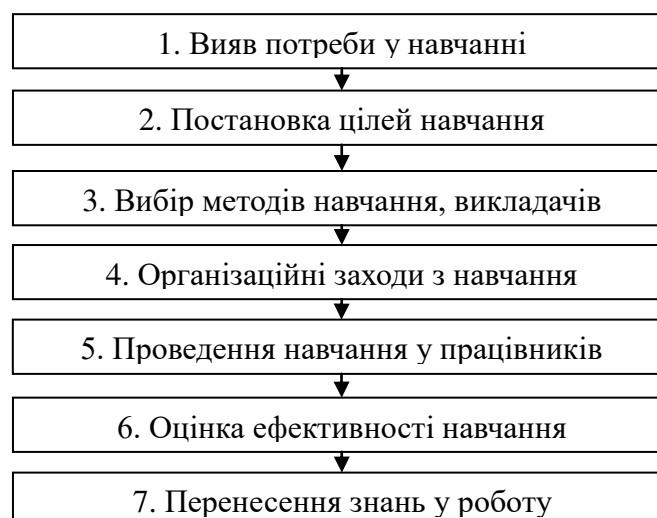 1. Вияв потреби у навчанні
2. Постановка цілей навчання
3. Вибір методів навчання, викладачів
4. Організаційні заходи з навчання
5. Проведення навчання у працівників
6. Оцінка ефективності навчання
7. Перенесення знань у роботу